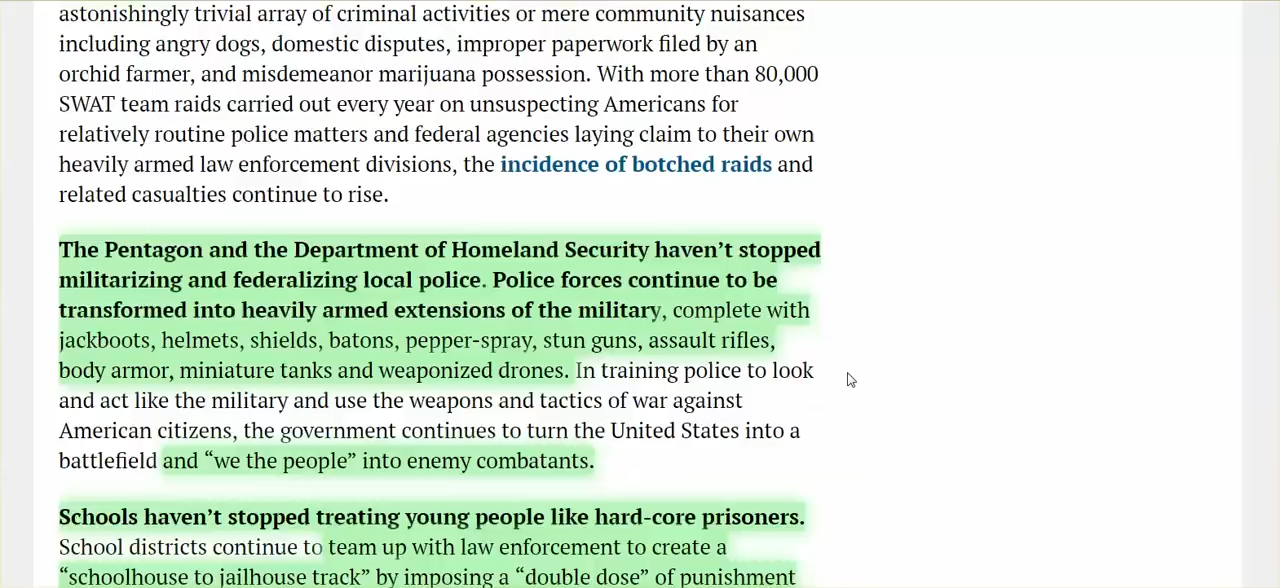 astonishingly trivial array of criminal activities or mere community nuisances
including angry dogs, domestic disputes, improper paperwork filed by an
orchid farmer, and misdemeanor marijuana possession. With more than 80,000
SWAT team raids carried out every year on unsuspecting Americans for
relatively routine police matters and federal agencies laying claim to their own
heavily armed law enforcement divisions, the incidence of botched raids and
related casualties continue to rise.
The Pentagon and the Department of Homeland Security haven’t stopped
militarizing and federalizing local police. Police forces continue to be
transformed into heavily armed extensions of the military, complete with
jackboots, helmets, shields, batons, pepper-spray, stun guns, assault rifles,
body armor, miniature tanks and weaponized drones. In training police to look
and act like the military and use the weapons and tactics of war against
American citizens, the government continues to turn the United States into a
battlefield and “we the people” into enemy combatants.
Schools haven’t stopped treating young people like hard-core prisoners.
School districts continue to team up with law enforcement to create a
“schoolhouse to jailhouse track” by imposing a “double dose” of punishment